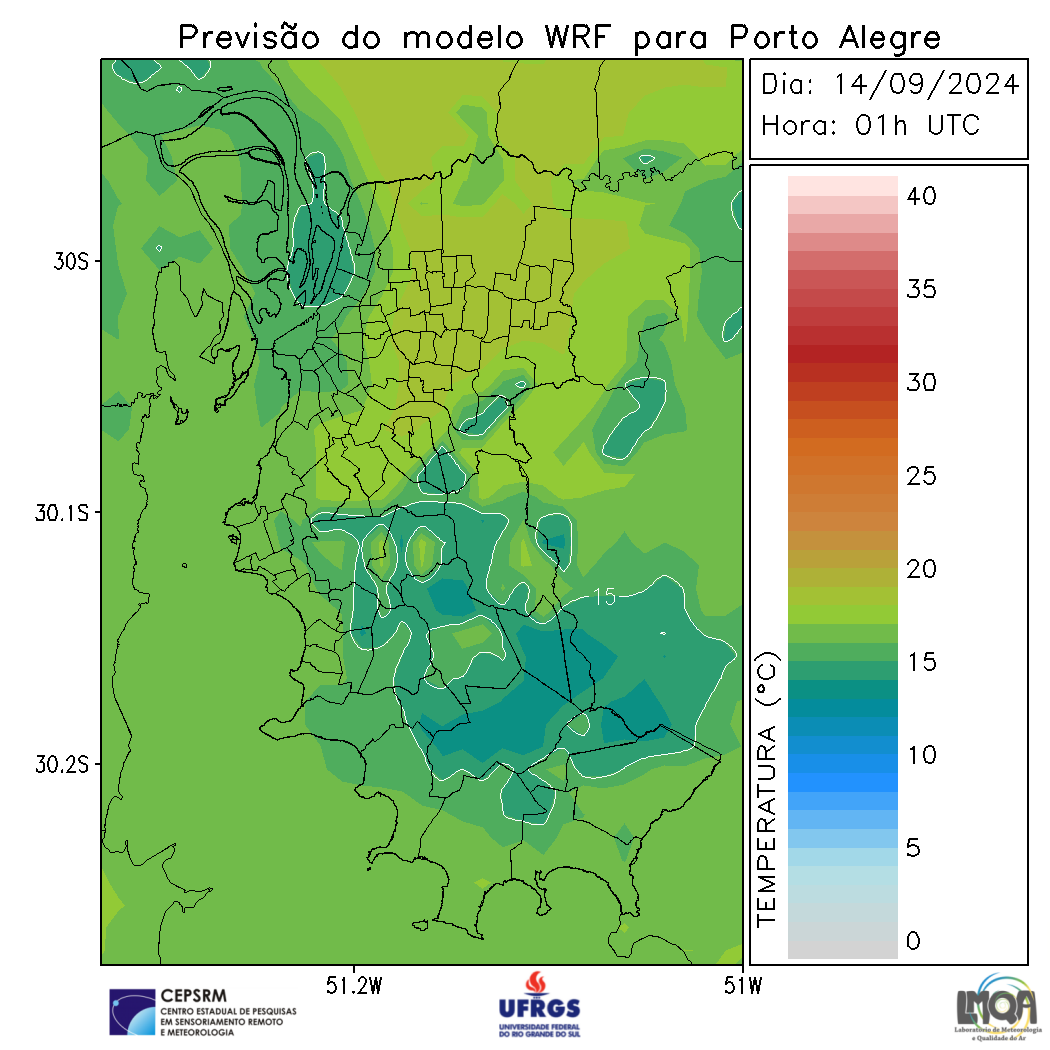 Previsão do modelo WRF para Porto Alegre
Dia: 14/09/2024
Hora: 01h UTC
40
35
30
25
20
15
10
5
0
TEMPERATURA (°C)
30S
30.1S
30.2S
15
51.2W
51W
CEPSRM
CENTRO ESTADUAL DE PESQUISAS
EM SENSORIAMENTO REMOTO
E METEOROLOGIA
UFRGS
UNIVERSIDADE FEDERAL
DO RIO GRANDE DO SUL
LMQA
Laboratório de Meteorologia
e Qualidade do Ar